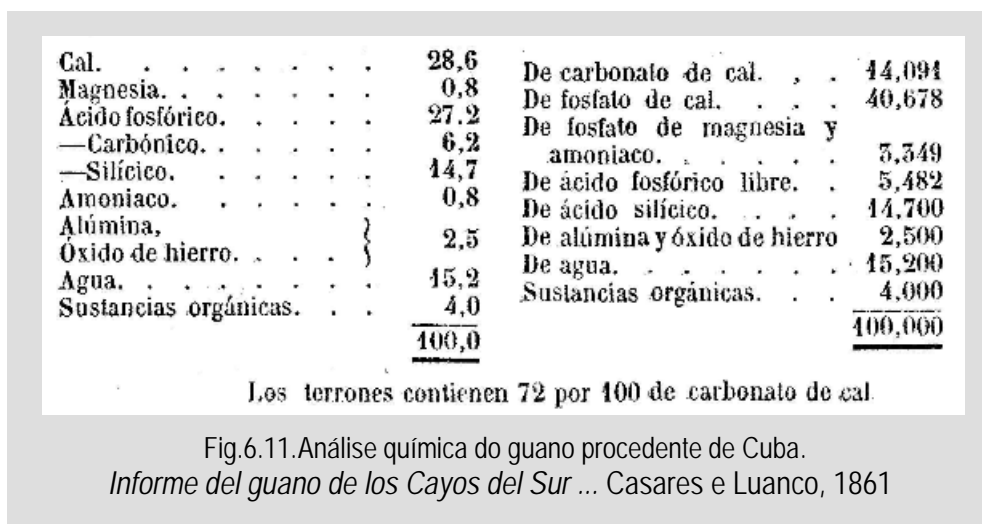 Cal. . . . . . . . 28,6
Magnesia. . . . . . . 0,8
Ácido fosfórico. . . . . 27.2
—Carbónico. . . . . . 6,2
—Silícico. . . . . . 14,7
Amoniaco. . . . . . 0,8
Alúmina,
Óxido de hierro. . . . } 2,5
Agua. . . . . . . . 15,2
Sustancias orgánicas. . . 4,0
100,0
De carbonato de cal. , . 14,091
De fosfato de cal. . . . 40,678
De fosfato de magnesia y
amoniaco. . . . . . 3,349
De ácido fosfórico libre. . 5,482
De ácido silícico. . . . 14,700
De alúmina y óxido de hierro 2,500
De agua. . . . . . . 15,200
Sustancias orgánicas. . . 4,000
100,000
Los terrones contienen 72 por 100 de carbonato de cal
Fig.6.11.Análise química do guano procedente de Cuba.
Informe del guano de los Cayos del Sur ... Casares e Luanco, 1861